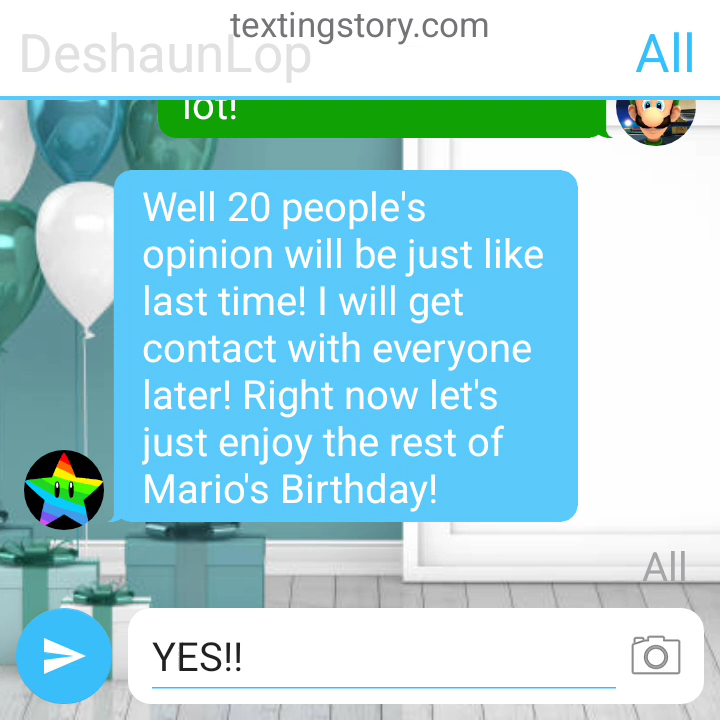 textingstory.com
DeshaunLop
All
lot!
Well 20 people's
opinion will be just like
last time! I will get
contact with everyone
later! Right now let's
just enjoy the rest of
Mario's Birthday!
All
YES!!